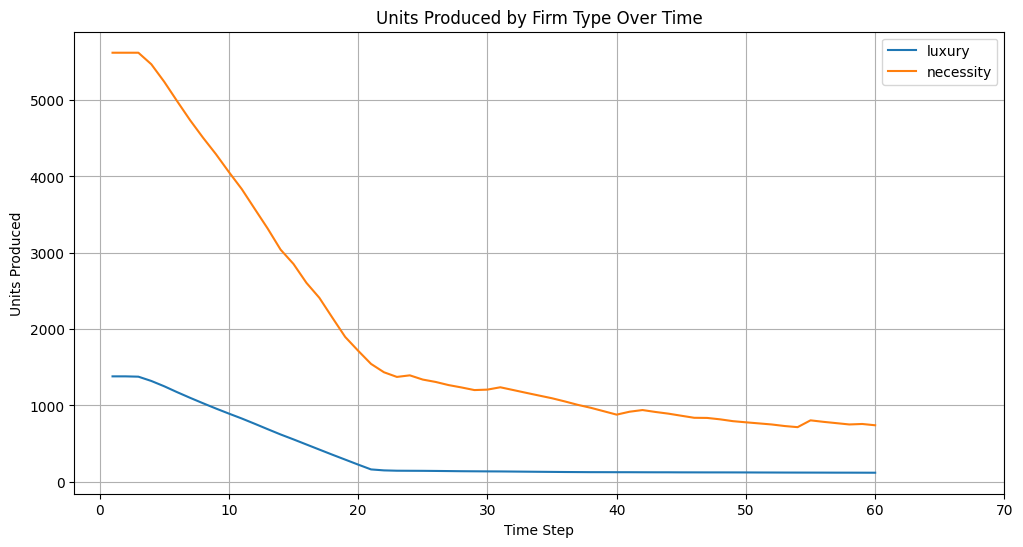 Units Produced by Firm Type Over Time
luxury
necessity
Units Produced
5000
4000
3000
2000
1000
0
0 10 20 30 40 50 60 70
Time Step